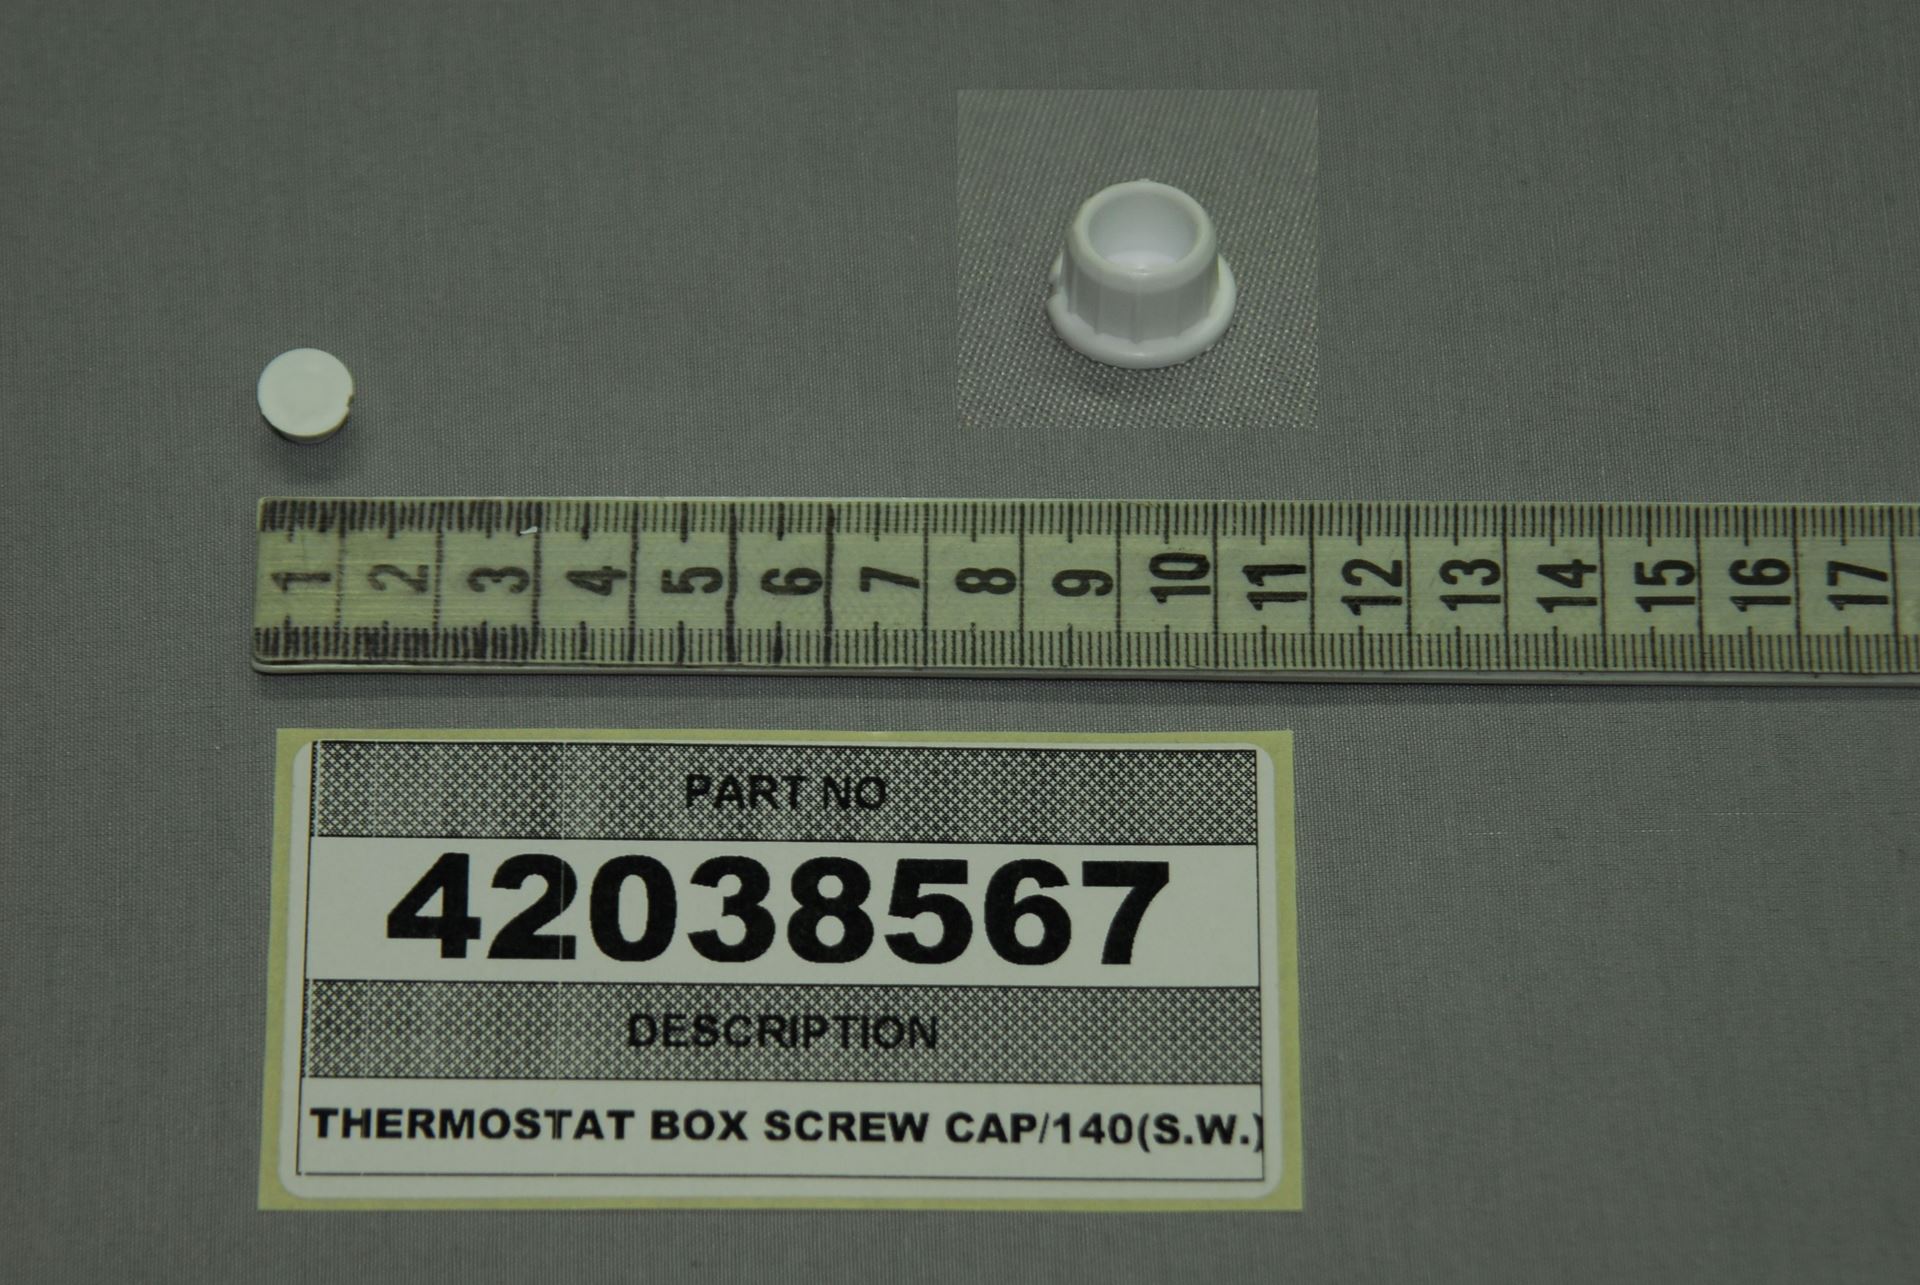 1 2 3 4 5 6 7 8 9 10 11 12 13 14 15 16 17
PART NO
42038567
DESCRIPTION
THERMOSTAT BOX SCREW CAP/140(S.W.)